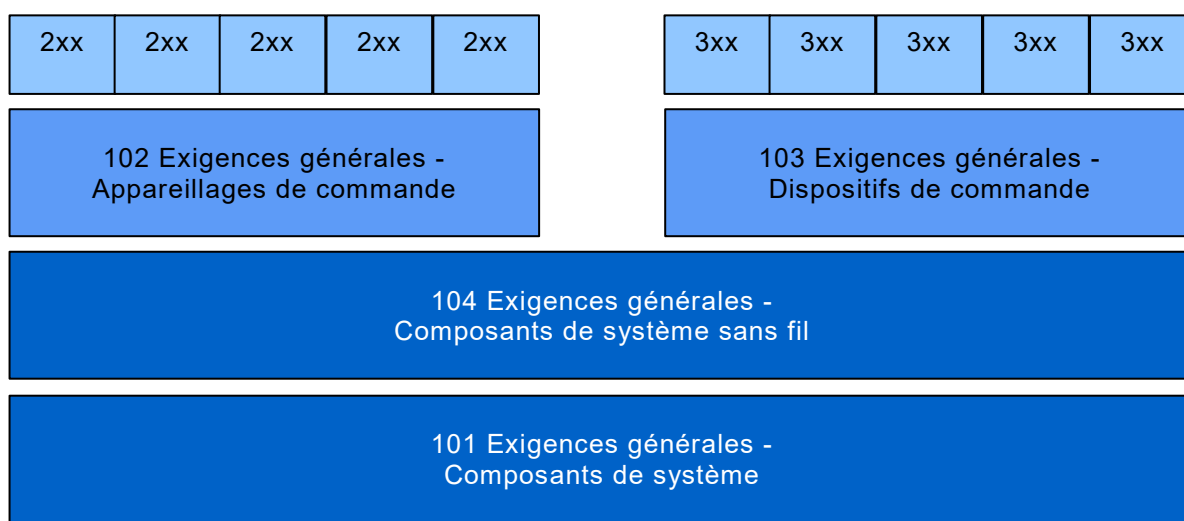 2xx 2xx 2xx 2xx 2xx 3xx 3xx 3xx 3xx 3xx
102 Exigences générales -
Appareillages de commande
103 Exigences générales -
Dispositifs de commande
104 Exigences générales -
Composants de système sans fil
101 Exigences générales -
Composants de système